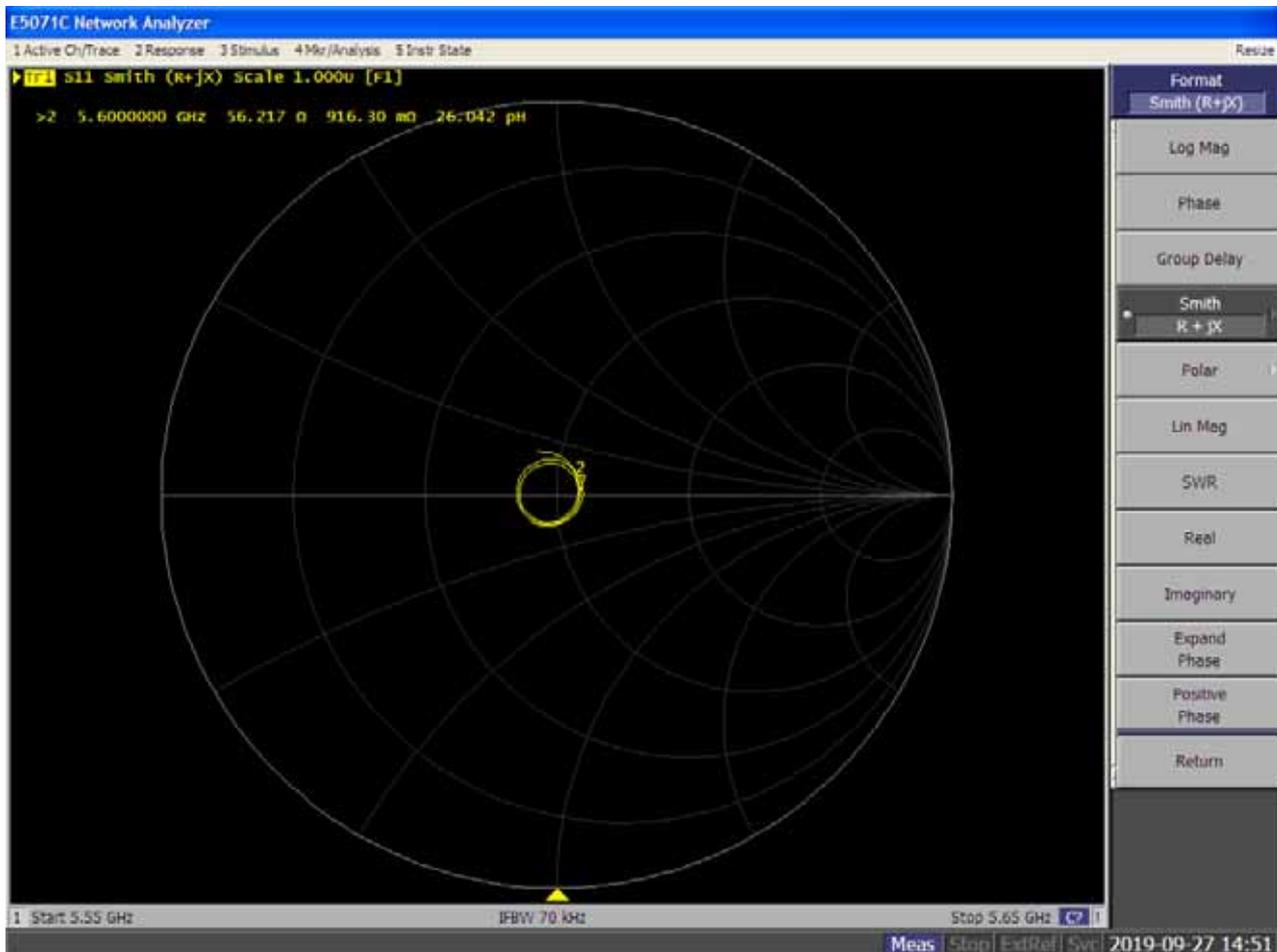 E5071C Network Analyzer
1 Active Ch/Trace 2 Response 3 Stimulus 4 Mkr/Analysis 5 Instr State Resize
Tr1 S11 Smith (R+jX) Scale 1.000U [F1]
>2 5.6000000 GHz 56.217 Ω 916.30 mΩ 26.042 pH
2
Format
Smith (R+jX)
Log Mag
Phase
Group Delay
Smith
R + jX
Polar
Lin Mag
SWR
Real
Imaginary
Expand
Phase
Positive
Phase
Return
1 Start 5.55 GHz IFBW 70 kHz Stop 5.65 GHz C? !
Meas Stop ExtRef Svc 2019-09-27 14:51